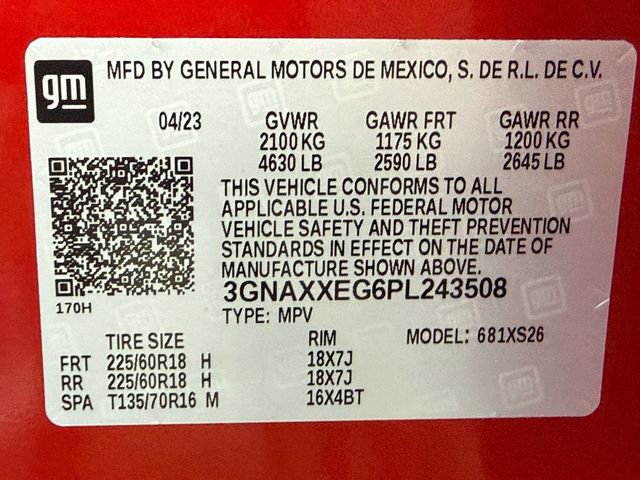 gm MFD BY GENERAL MOTORS DE MEXICO, S. DE R.L. DE C.V.
04/23 GVWR GAWR FRT GAWR RR
2100 KG 1175 KG 1200 KG
4630 LB 2590 LB 2645 LB
THIS VEHICLE CONFORMS TO ALL
APPLICABLE U.S. FEDERAL MOTOR
VEHICLE SAFETY AND THEFT PREVENTION
STANDARDS IN EFFECT ON THE DATE OF
MANUFACTURE SHOWN ABOVE.
3GNAXXEG6PL243508
170H
TYPE: MPV
TIRE SIZE RIM MODEL: 681XS26
FRT 225/60R18 H 18X7J
RR 225/60R18 H 18X7J
SPA T135/70R16 M 16X4BT